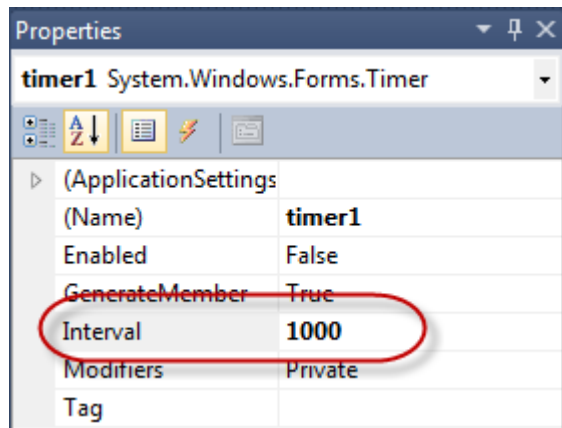 Properties
timer1 System.Windows.Forms.Timer
(ApplicationSettings
(Name) timer1
Enabled False
GenerateMember True
Interval 1000
Modifiers Private
Tag